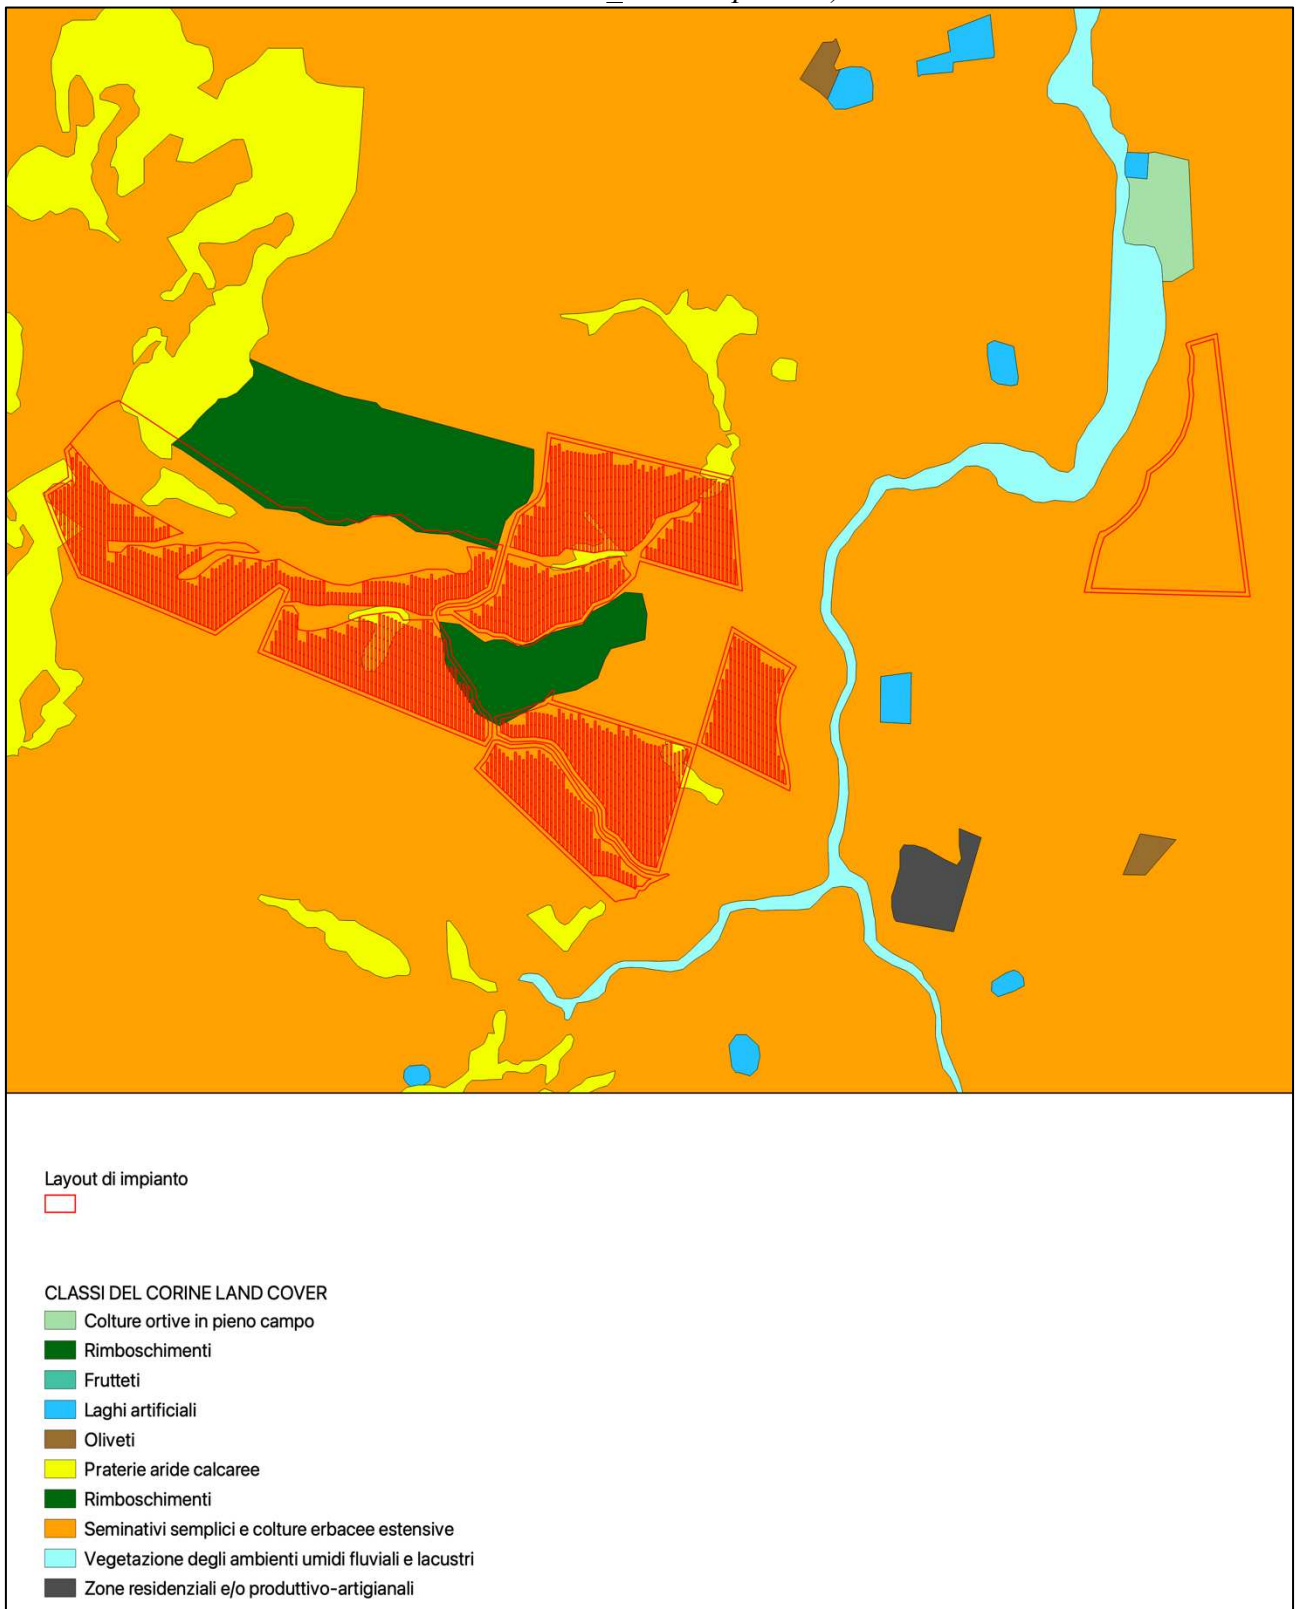 Layout di impianto
CLASSI DEL CORINE LAND COVER
Colture ortive in pieno campo
Rimboschimenti
Frutteti
Laghi artificiali
Oliveti
Praterie aride calcaree
Rimboschimenti
Seminativi semplici e colture erbacee estensive
Vegetazione degli ambienti umidi fluviali e lacustri
Zone residenziali e/o produttivo-artigianali